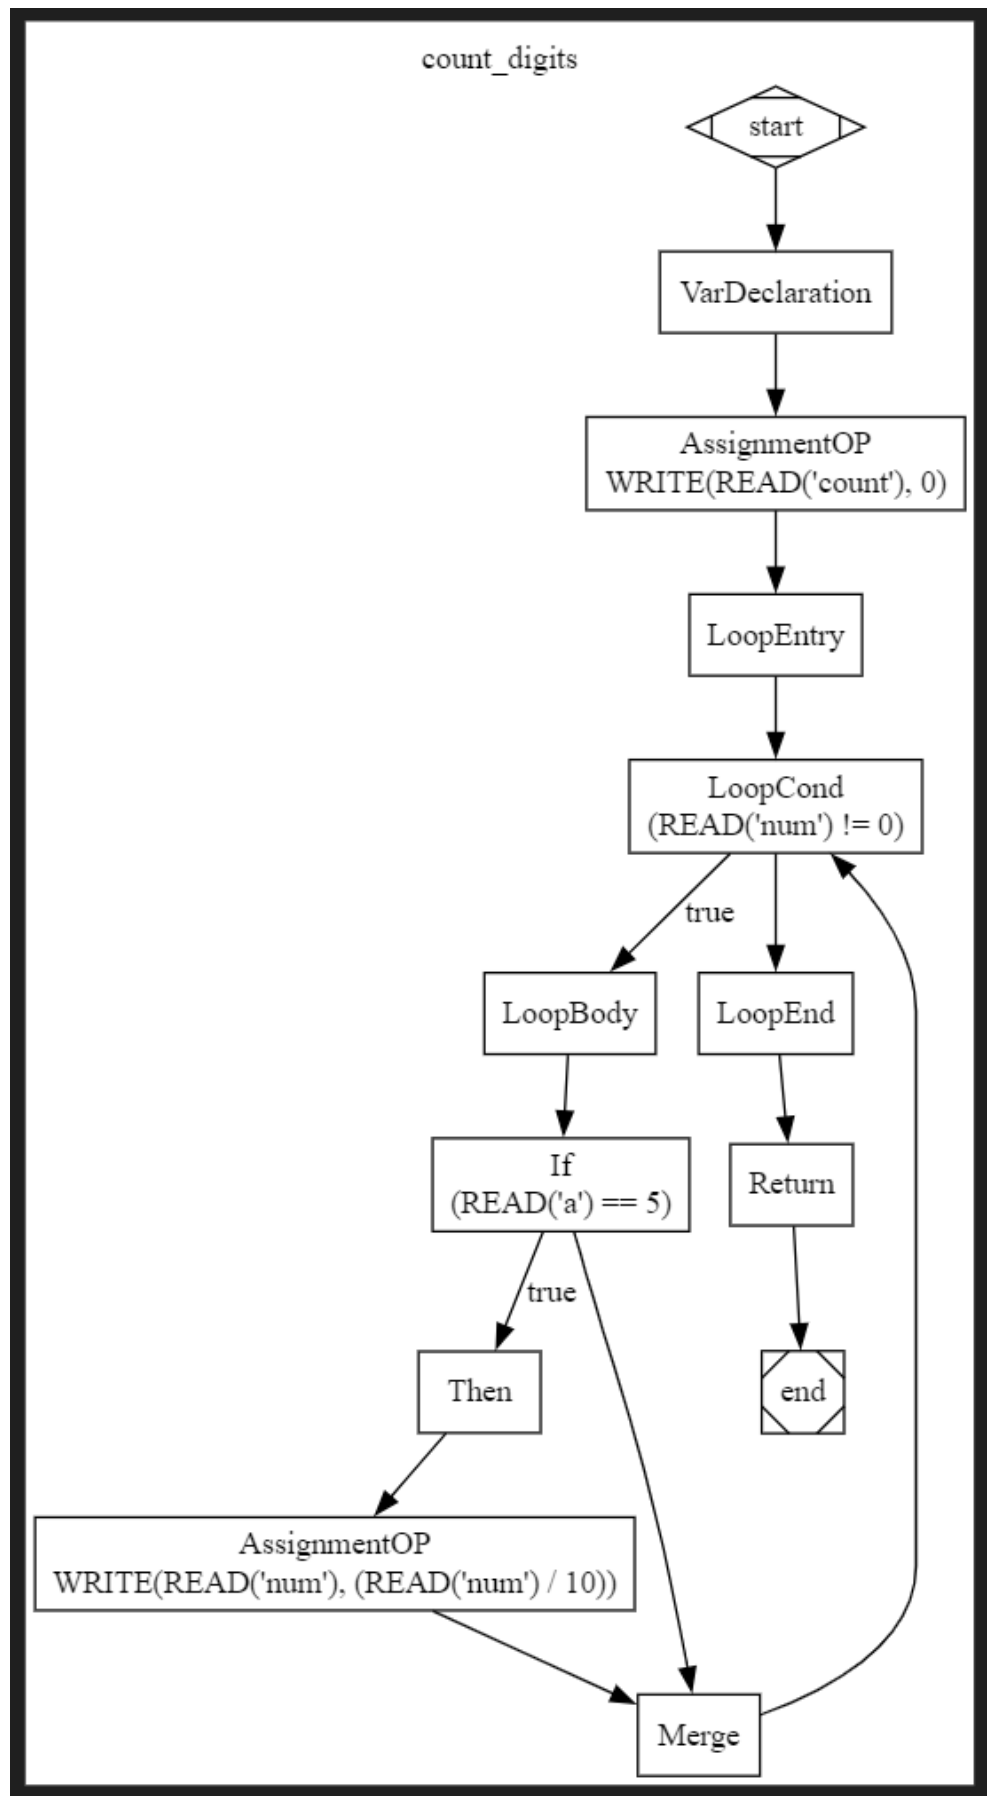 count_digits
start
VarDeclaration
AssignmentOP
WRITE(READ('count'), 0)
LoopEntry
LoopCond
(READ('num') != 0)
true
LoopBody
LoopEnd
If
(READ('a') == 5)
Return
true
Then
end
AssignmentOP
WRITE(READ('num'), (READ('num') / 10))
Merge